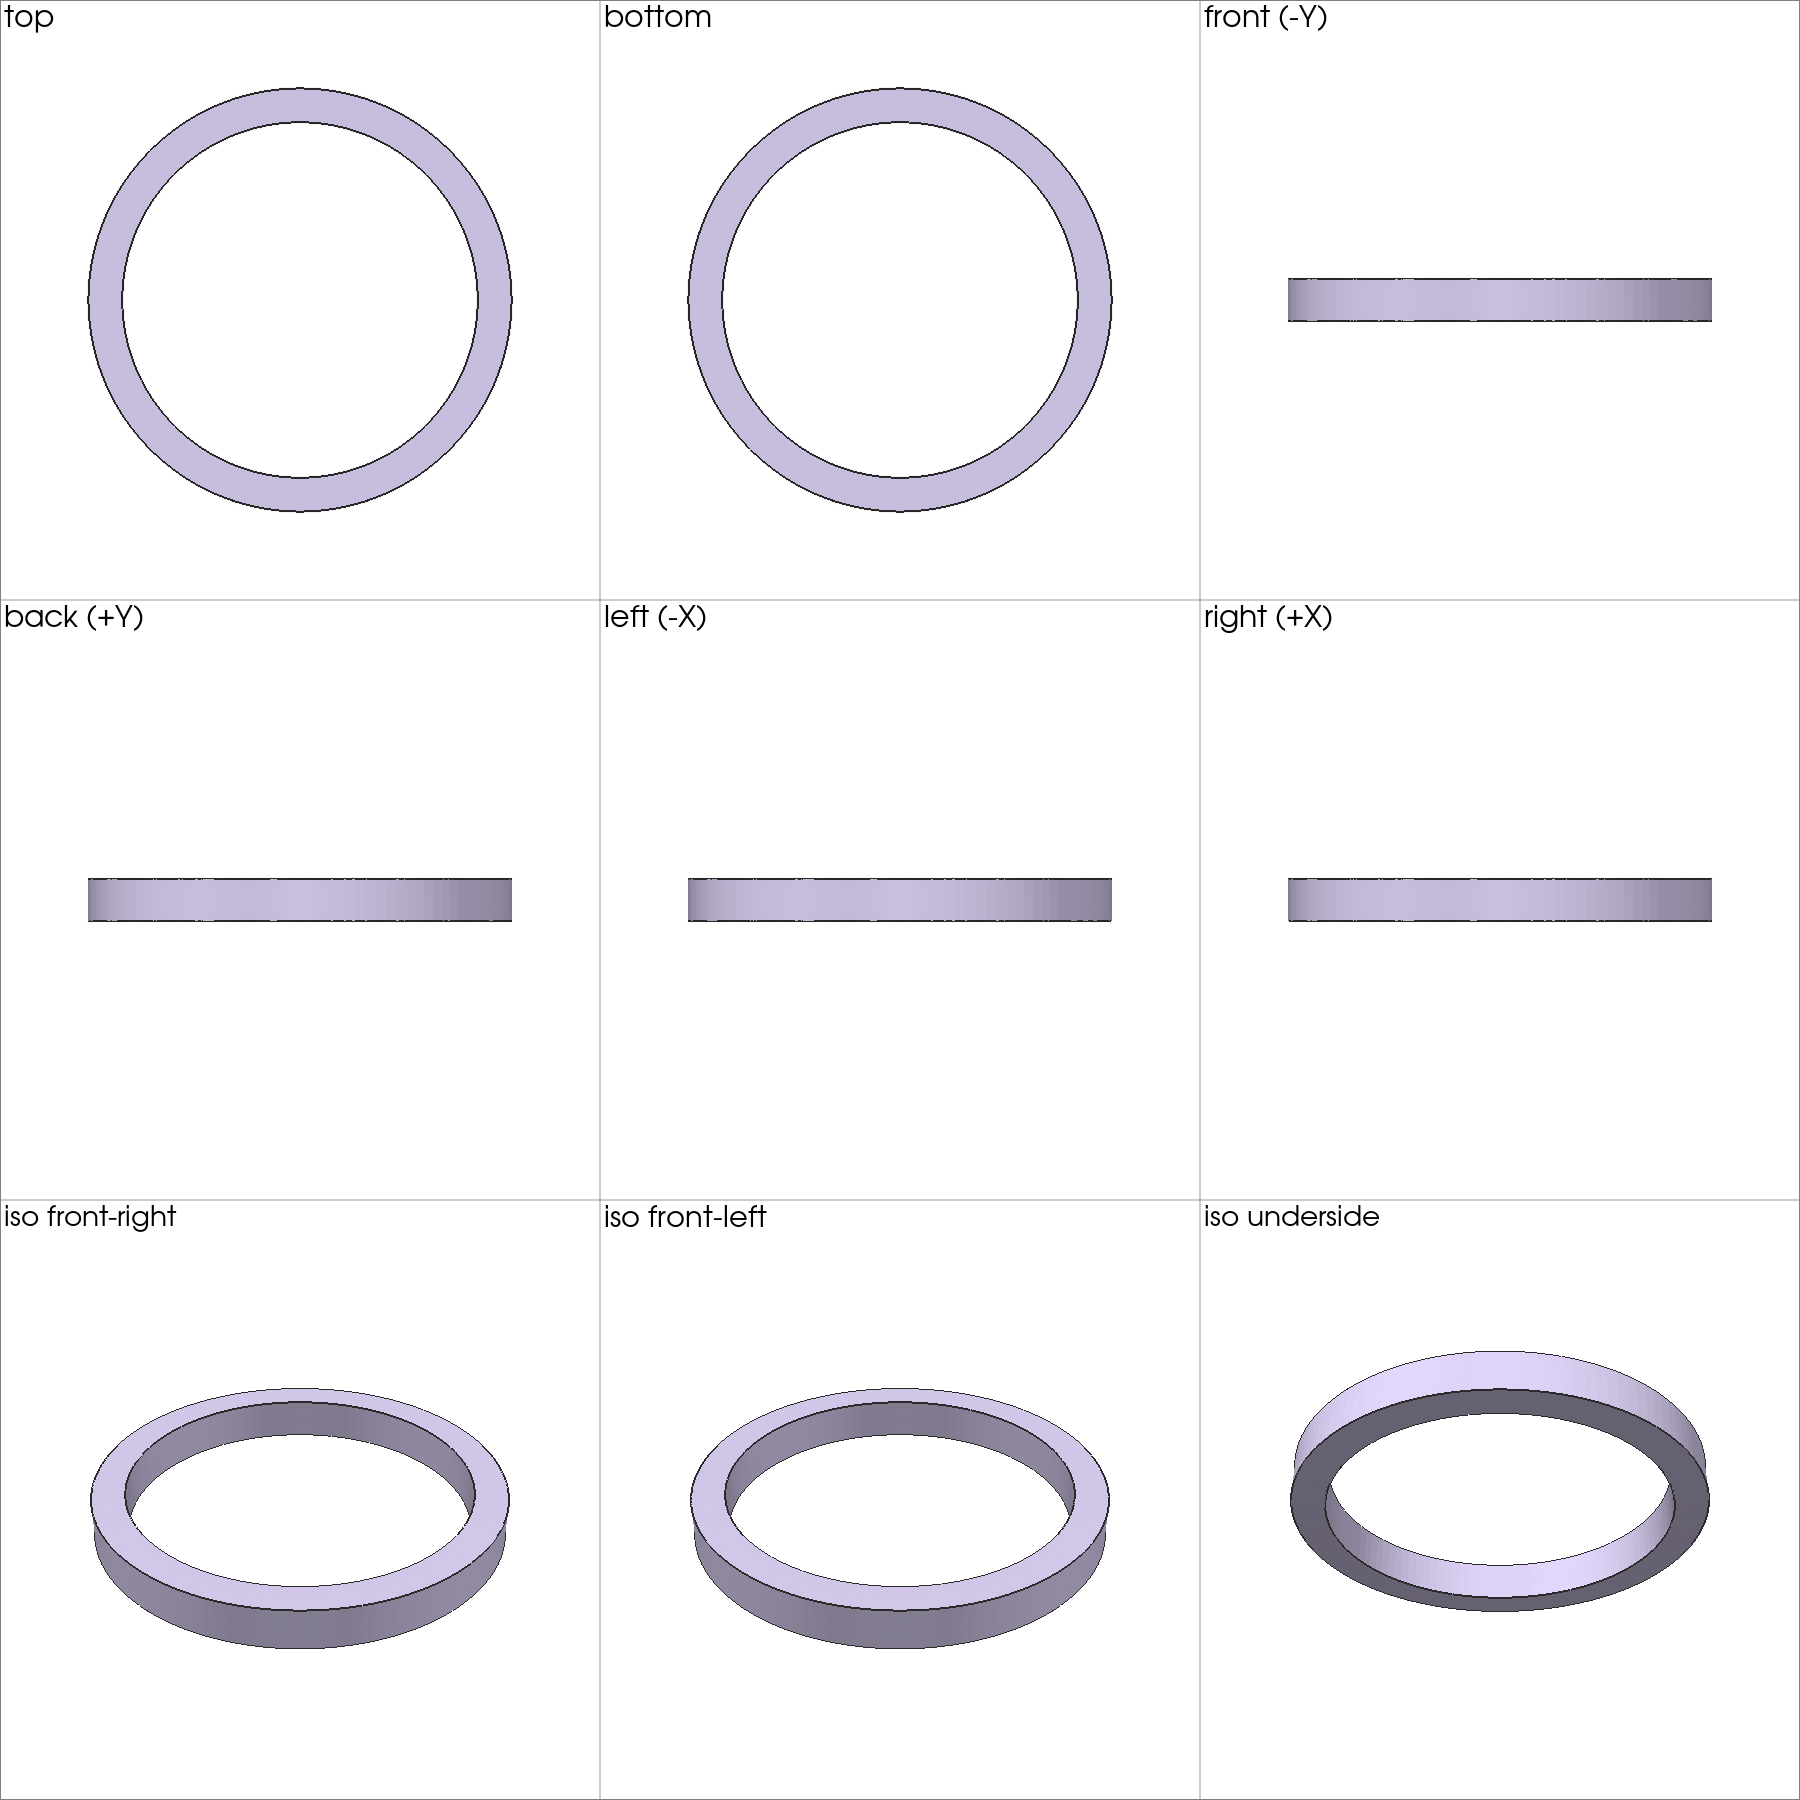 top
bottom
front (-Y)
back (+Y)
left (-X)
right (+X)
iso front-right
iso front-left
iso underside